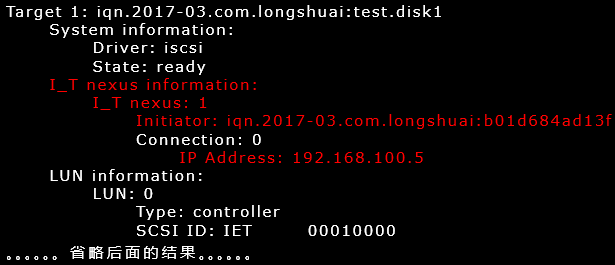 Target 1: iqn.2017-03.com.longshuai:test.disk1
System information:
Driver: iscsi
State: ready
I_T nexus information:
I_T nexus: 1
Initiator: iqn.2017-03.com.longshuai:b01d684ad13f
Connection: 0
IP Address: 192.168.100.5
LUN information:
LUN: 0
Type: controller
SCSI ID: IET     00010000
。。。。。。省略后面的结果。。。。。。